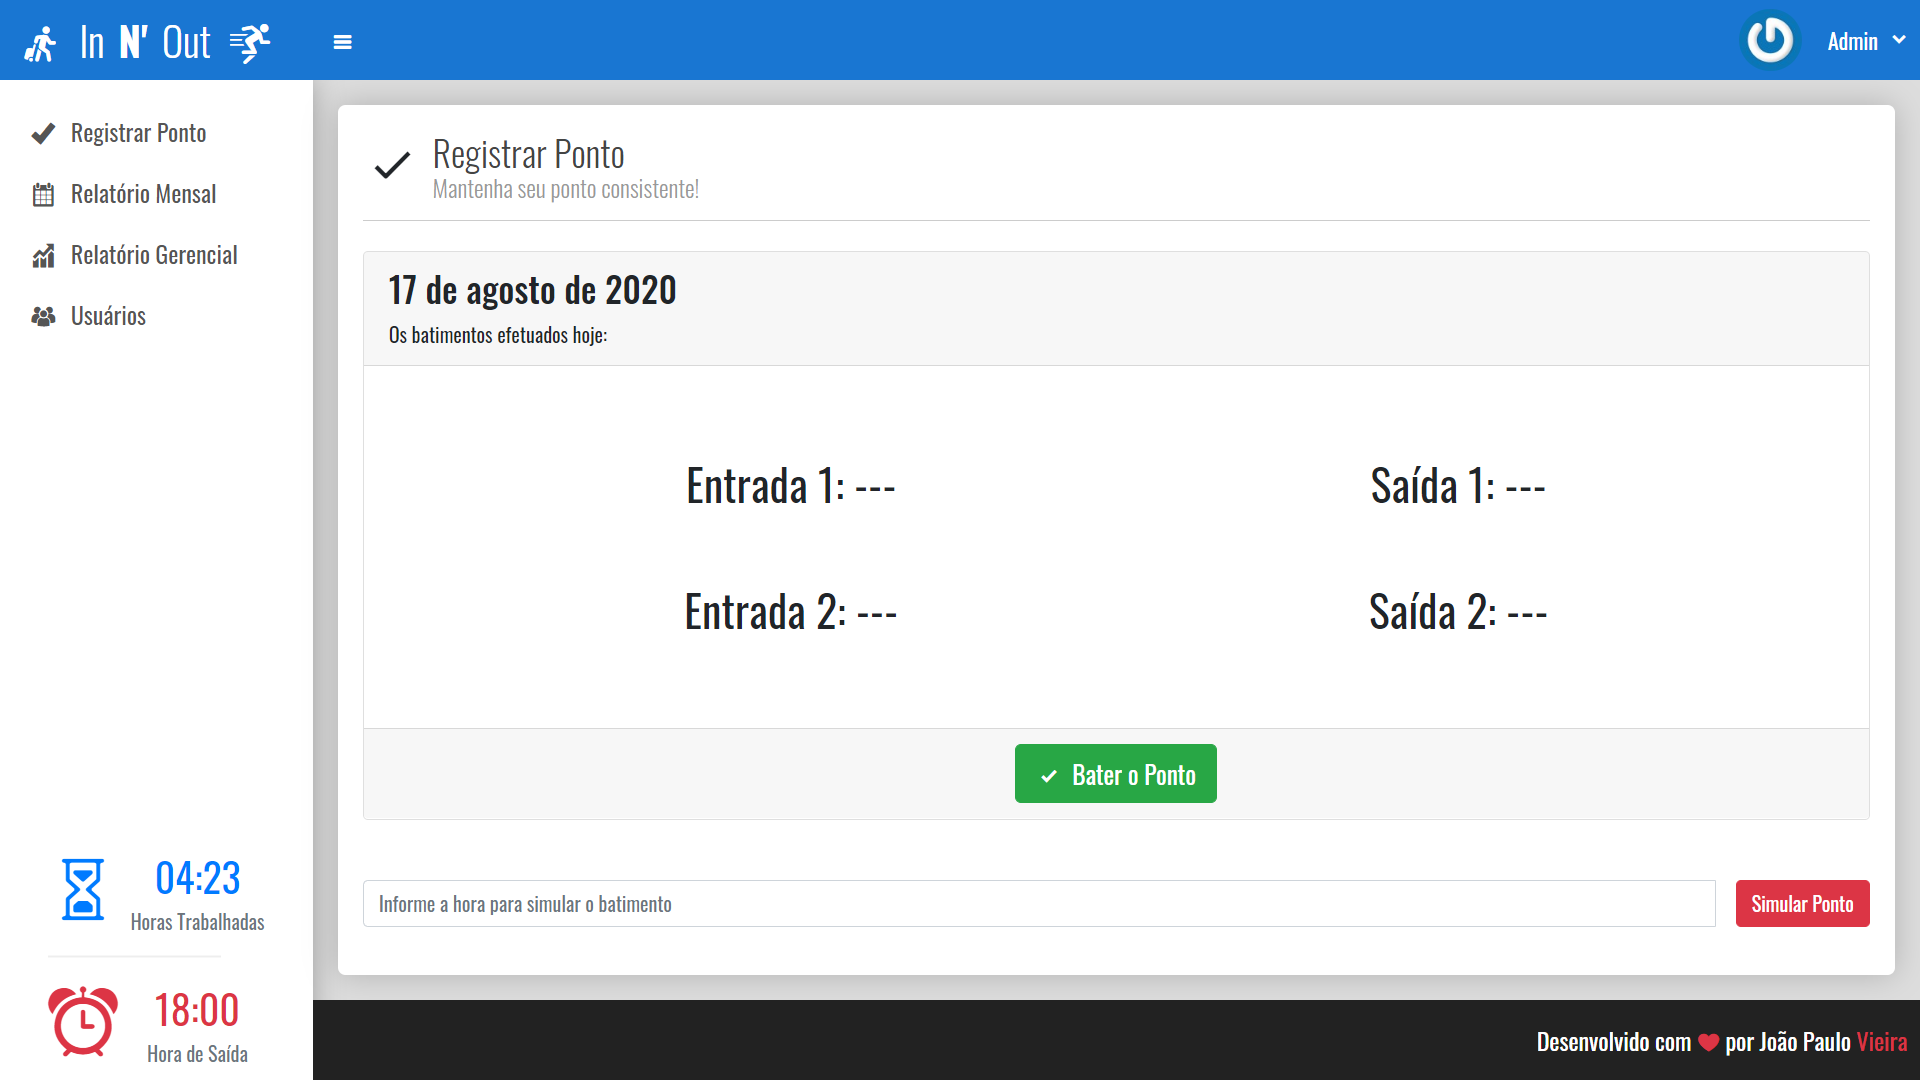 In N' Out
Admin
Registrar Ponto
Relatório Mensal
Relatório Gerencial
Usuários
04:23
Horas Trabalhadas
18:00
Hora de Saída
Registrar Ponto
Mantenha seu ponto consistente!
17 de agosto de 2020
Os batimentos efetuados hoje:
Entrada 1: ---
Saída 1: ---
Entrada 2: ---
Saída 2: ---
Bater o Ponto
Informe a hora para simular o batimento
Simular Ponto
Desenvolvido com por João Paulo Vieira